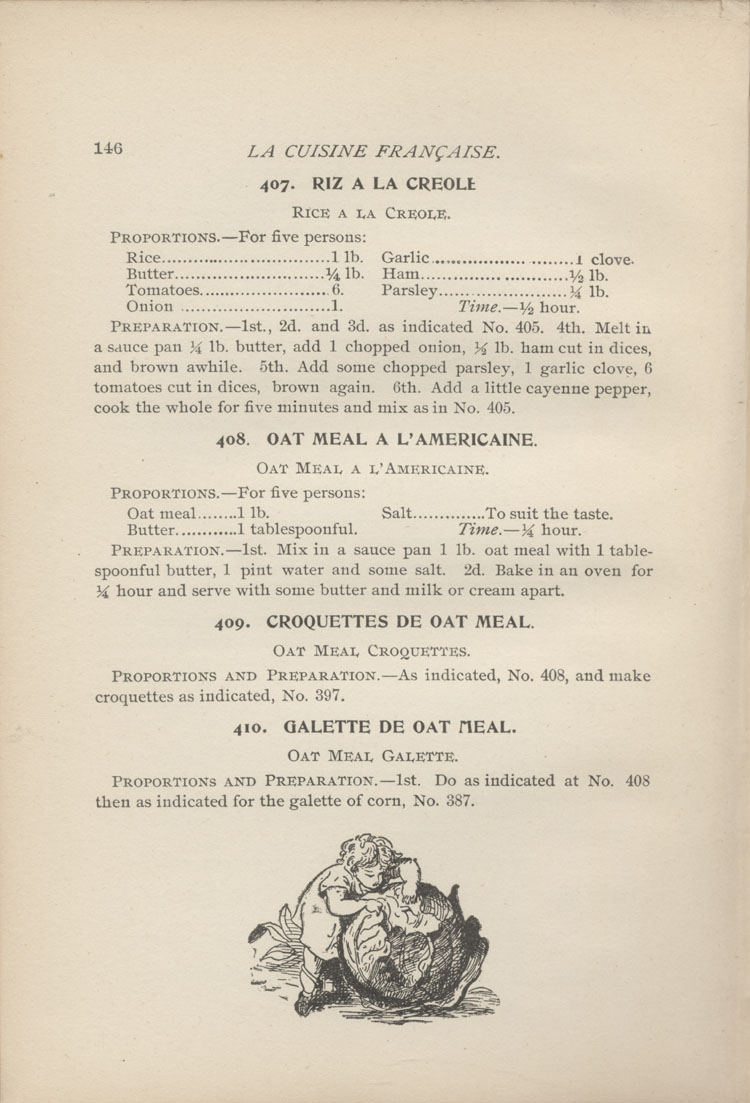 146
LA CUISINE FRANÇAISE.
407. RIZ A LA CREOLE
RICE A LA CREOLE.
PROPORTIONS.—For five persons:
Rice..............................1 lb. Garlic..........................1 clove.
Butter..........................¼ lb. Ham..........................½ lb.
Tomatoes........................6. Parsley......................¼ lb.
Onion ..........................1. Time.—½ hour.
PREPARATION.—1st., 2d. and 3d. as indicated No. 405. 4th. Melt in
a sauce pan ¼ lb. butter, add 1 chopped onion, ½ lb. ham cut in dices,
and brown awhile. 5th. Add some chopped parsley, 1 garlic clove, 6
tomatoes cut in dices, brown again. 6th. Add a little cayenne pepper,
cook the whole for five minutes and mix as in No. 405.
408. OAT MEAL A L'AMERICAINE.
OAT MEAL A L'AMERICAINE.
PROPORTIONS.—For five persons:
Oat meal........1 lb. Salt..............To suit the taste.
Butter............1 tablespoonful. Time.—¼ hour.
PREPARATION.—1st. Mix in a sauce pan 1 lb. oat meal with 1 table-
spoonful butter, 1 pint water and some salt. 2d. Bake in an oven for
¼ hour and serve with some butter and milk or cream apart.
409. CROQUETTES DE OAT MEAL.
OAT MEAL CROQUETTES.
PROPORTIONS AND PREPARATION.—As indicated, No. 408, and make
croquettes as indicated, No. 397.
410. GALETTE DE OAT MEAL.
OAT MEAL GALETTE.
PROPORTIONS AND PREPARATION.—1st. Do as indicated at No. 408
then as indicated for the galette of corn, No. 387.